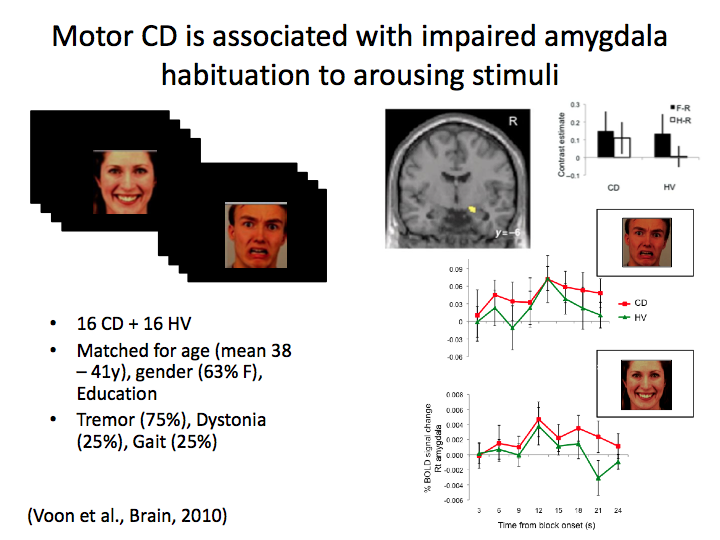 Motor CD is associated with impaired amygdala
habituation to arousing stimuli
R
y = –6
0.3
0.2
0.1
0
–0.1
Contrast estimate
F-R
H-R
CD
HV
0.09
0.06
0.03
0
-0.03
-0.06
CD
HV
• 16 CD + 16 HV
• Matched for age (mean 38
– 41y), gender (63% F),
Education
• Tremor (75%), Dystonia
(25%), Gait (25%)
0.008
0.006
0.004
0.002
0.000
-0.002
-0.004
-0.006
% BOLD signal change
Rt amygdala
3 6 9 12 15 18 21 24
Time from block onset (s)
(Voon et al., Brain, 2010)